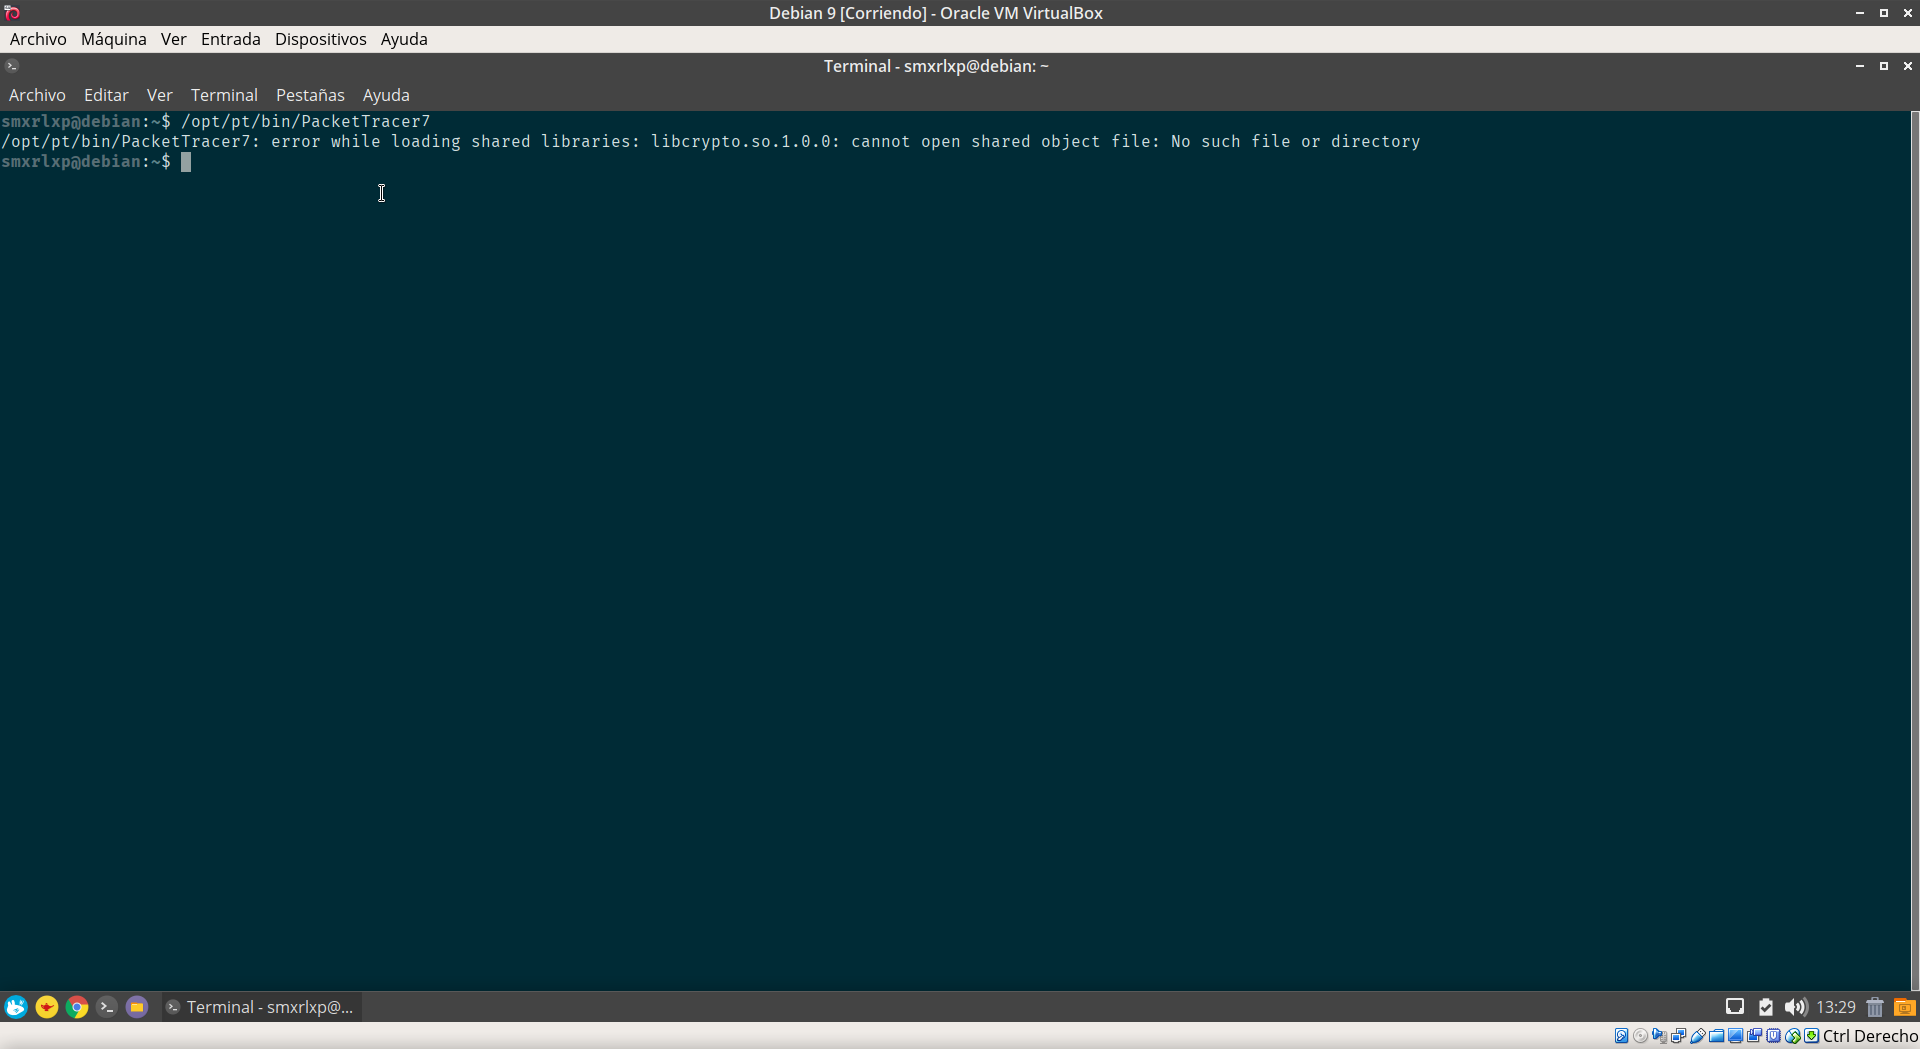 Debian 9 [Corriendo] - Oracle VM VirtualBox
Archivo Máquina Ver Entrada Dispositivos Ayuda
Terminal - smxrlxp@debian: ~
Archivo Editar Ver Terminal Pestañas Ayuda
smxrlxp@debian:~$ /opt/pt/bin/PacketTracer7
/opt/pt/bin/PacketTracer7: error while loading shared libraries: libcrypto.so.1.0.0: cannot open shared object file: No such file or directory
smxrlxp@debian:~$
Terminal - smxrlxp@... 13:29
Ctrl Derecho